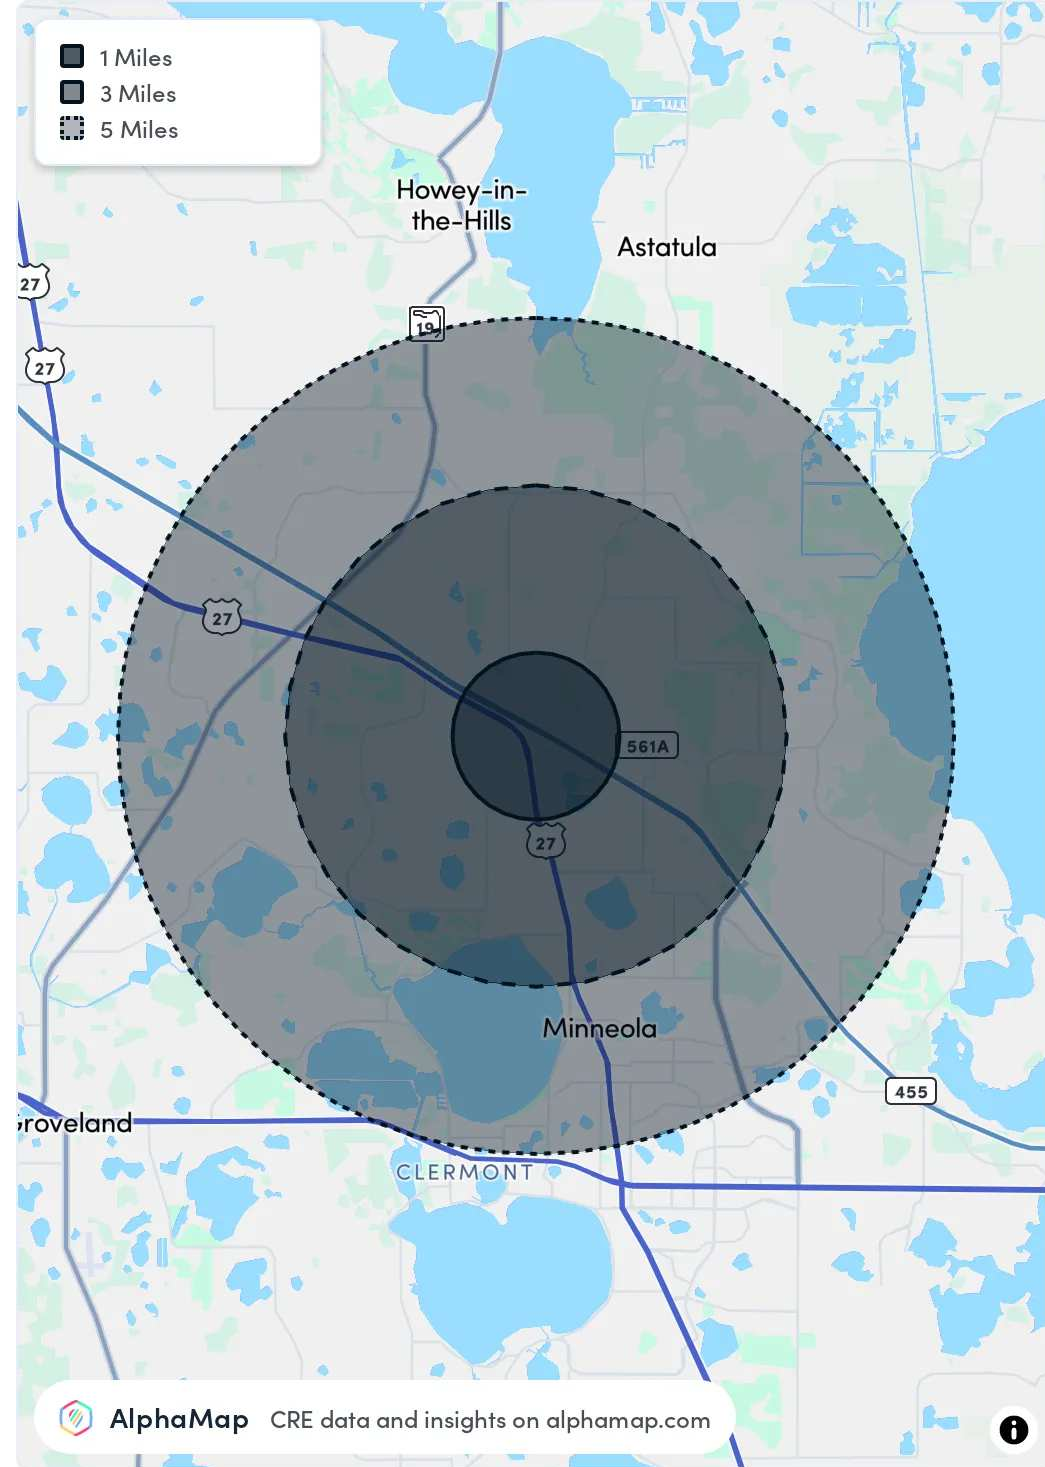 1 Miles
3 Miles
5 Miles
Howey-in-
the-Hills
Astatula
27
19
27
27
561A
27
Minneola
455
Groveland
CLERMONT
AlphaMap CRE data and insights on alphamap.com